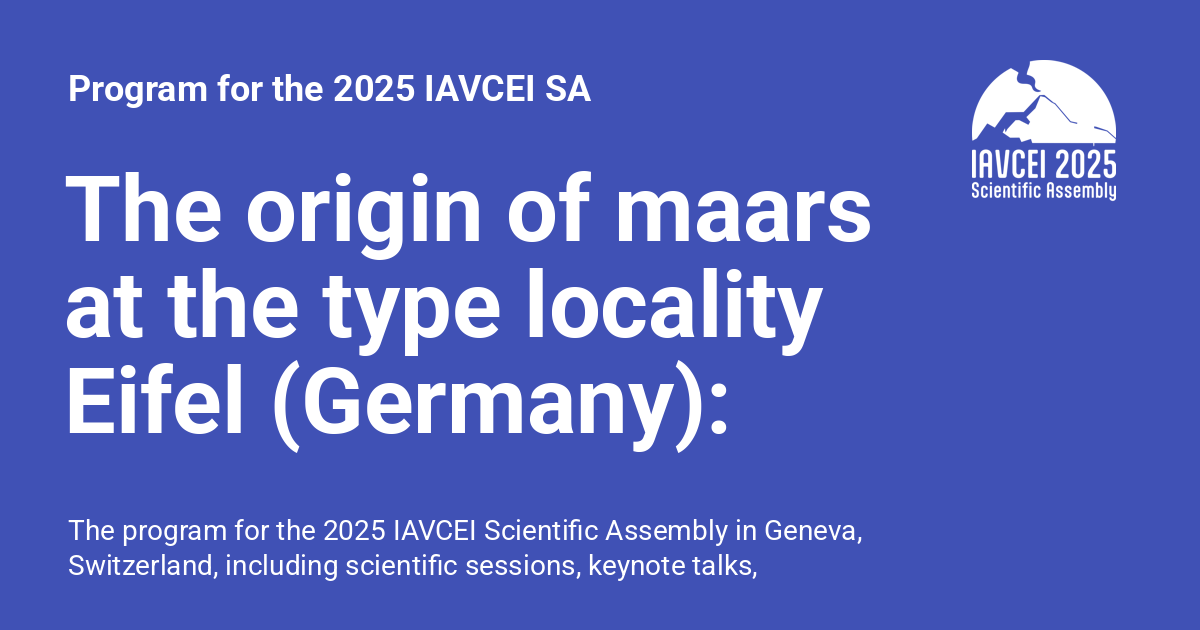 Program for the 2025 IAVCEI SA
IAVCEI 2025
Scientific Assembly
The origin of maars
at the type locality
Eifel (Germany):
The program for the 2025 IAVCEI Scientific Assembly in Geneva,
Switzerland, including scientific sessions, keynote talks,